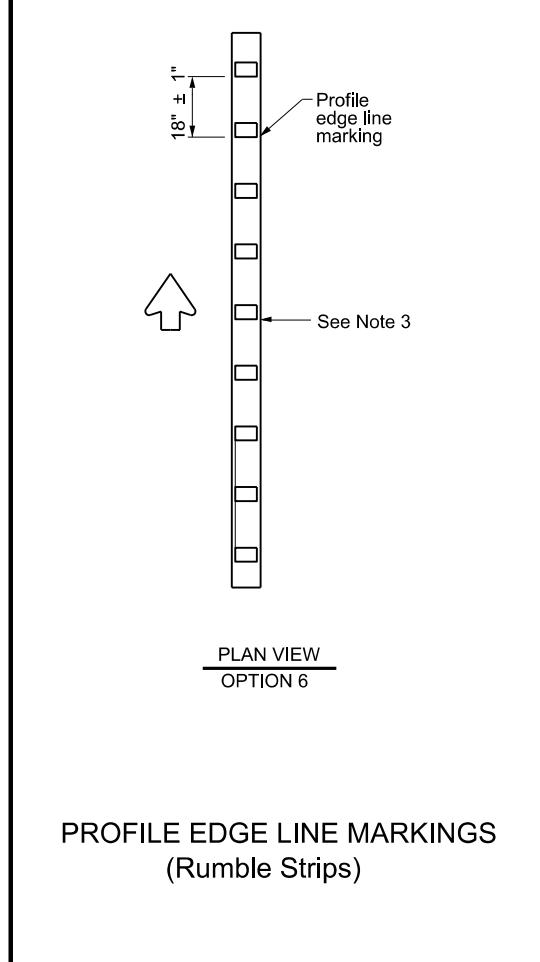 18" ± 1"
Profile
edge line
marking
See Note 3
PLAN VIEW
OPTION 6
PROFILE EDGE LINE MARKINGS
(Rumble Strips)